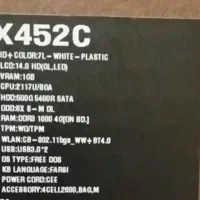 X452C
ID+COLOR:7L-WHITE-PLASTIC
LCD:14.0 HD(GL,LED)
VRAM:1GB
CPU:2117U/BGA
HDD:500G 5400R SATA
ODD:8X S-M DL
RAM:DDR3 1600 4G[ON BD.]
TPM:WO/TPM
WLAN:CB-802.11bgn_WW+BT4.0
USB:USB3.0*2
OS TYPE:FREE DOS
KB LANGUAGE:FARSI
POWER CORD:CEE
ACCESSORY:4CELL2600,BAG,M